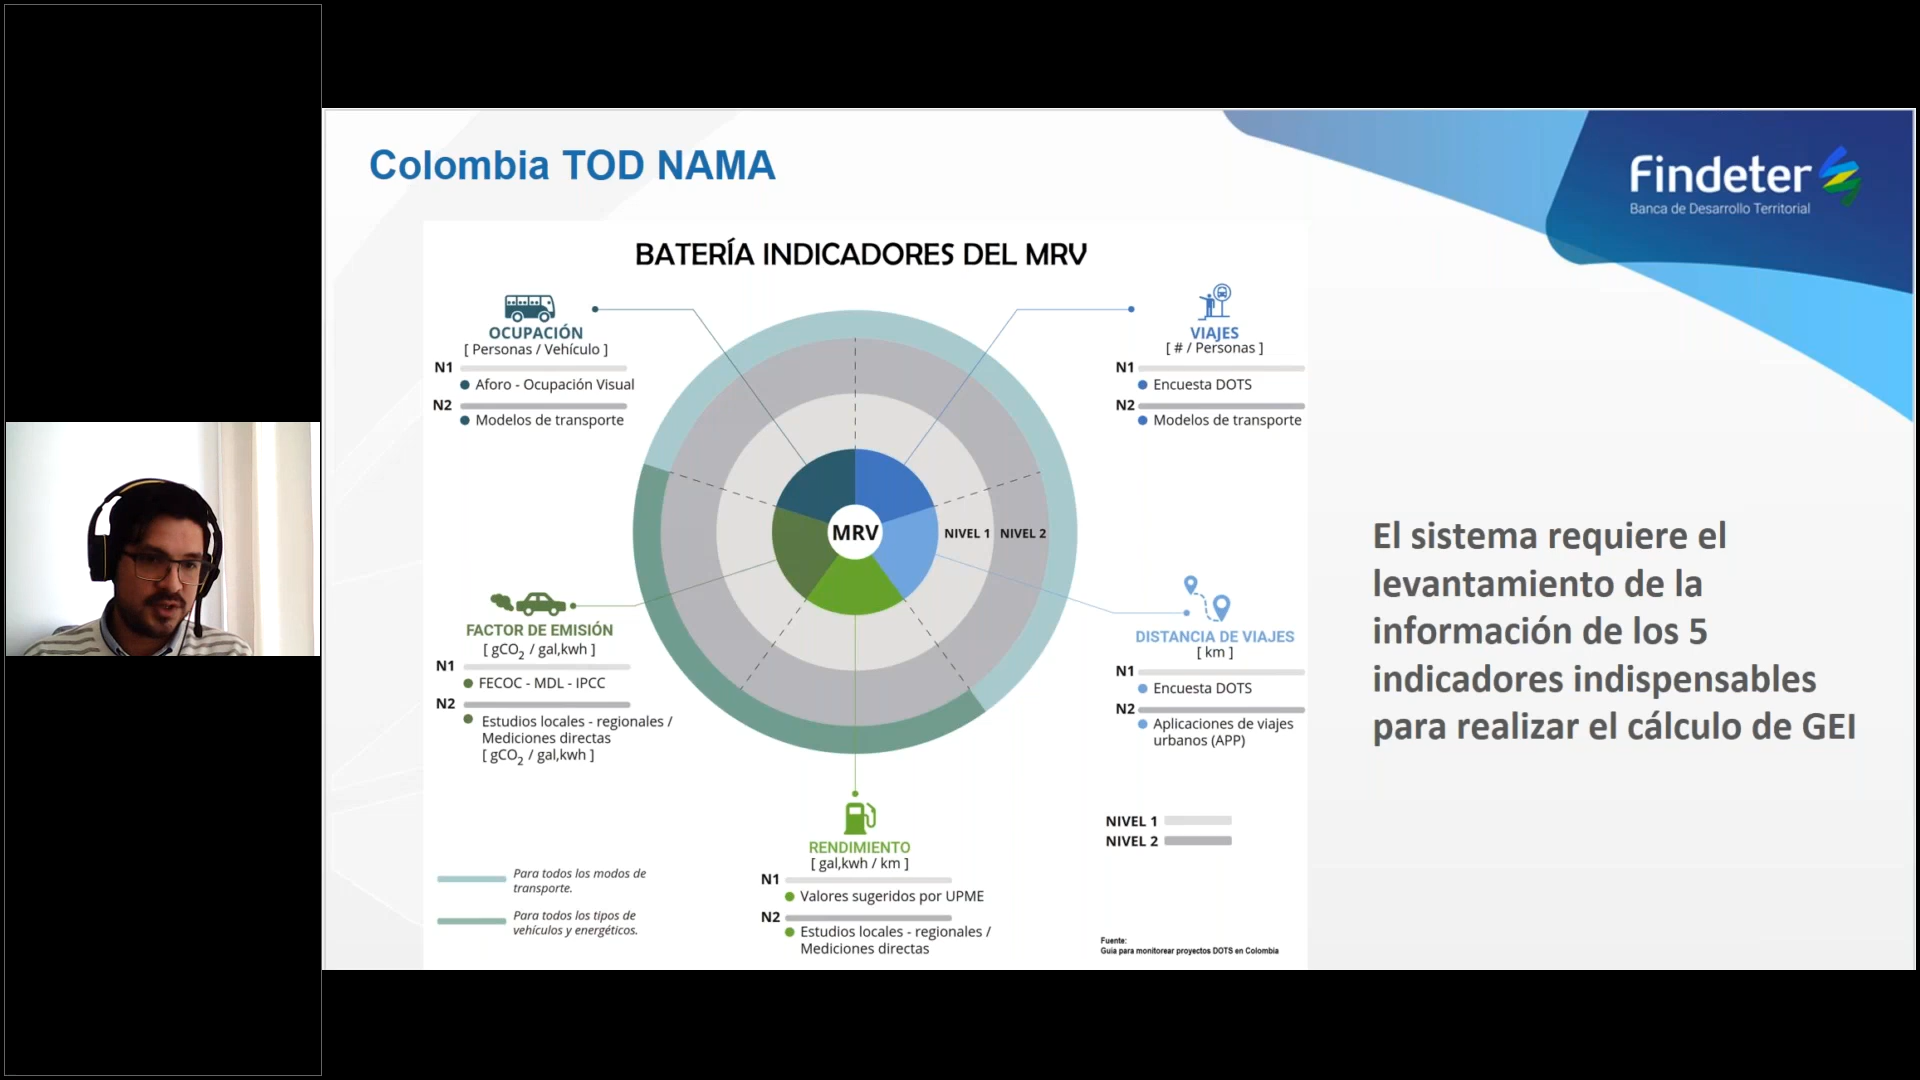 Colombia TOD NAMA
Findeter
Banca de Desarrollo Territorial
BATERÍA INDICADORES DEL MRV
OCUPACIÓN
[ Personas / Vehículo ]
N1
Aforo - Ocupación Visual
N2
Modelos de transporte
VIAJES
[ # / Personas ]
N1
Encuesta DOTS
N2
Modelos de transporte
MRV
NIVEL 1
NIVEL 2
FACTOR DE EMISIÓN
[ gCO2 / gal,kwh ]
N1
FECOC - MDL - IPCC
N2
Estudios locales - regionales /
Mediciones directas
[ gCO2 / gal,kwh ]
DISTANCIA DE VIAJES
[ km ]
N1
Encuesta DOTS
N2
Aplicaciones de viajes
urbanos (APP)
RENDIMIENTO
[ gal,kwh / km ]
N1
Valores sugeridos por UPME
N2
Estudios locales - regionales /
Mediciones directas
NIVEL 1
NIVEL 2
Para todos los modos de
transporte.
Para todos los tipos de
vehículos y energéticos.
Fuente:
Guia para monitorear proyectos DOTS en Colombia
El sistema requiere el
levantamiento de la
información de los 5
indicadores indispensables
para realizar el cálculo de GEI